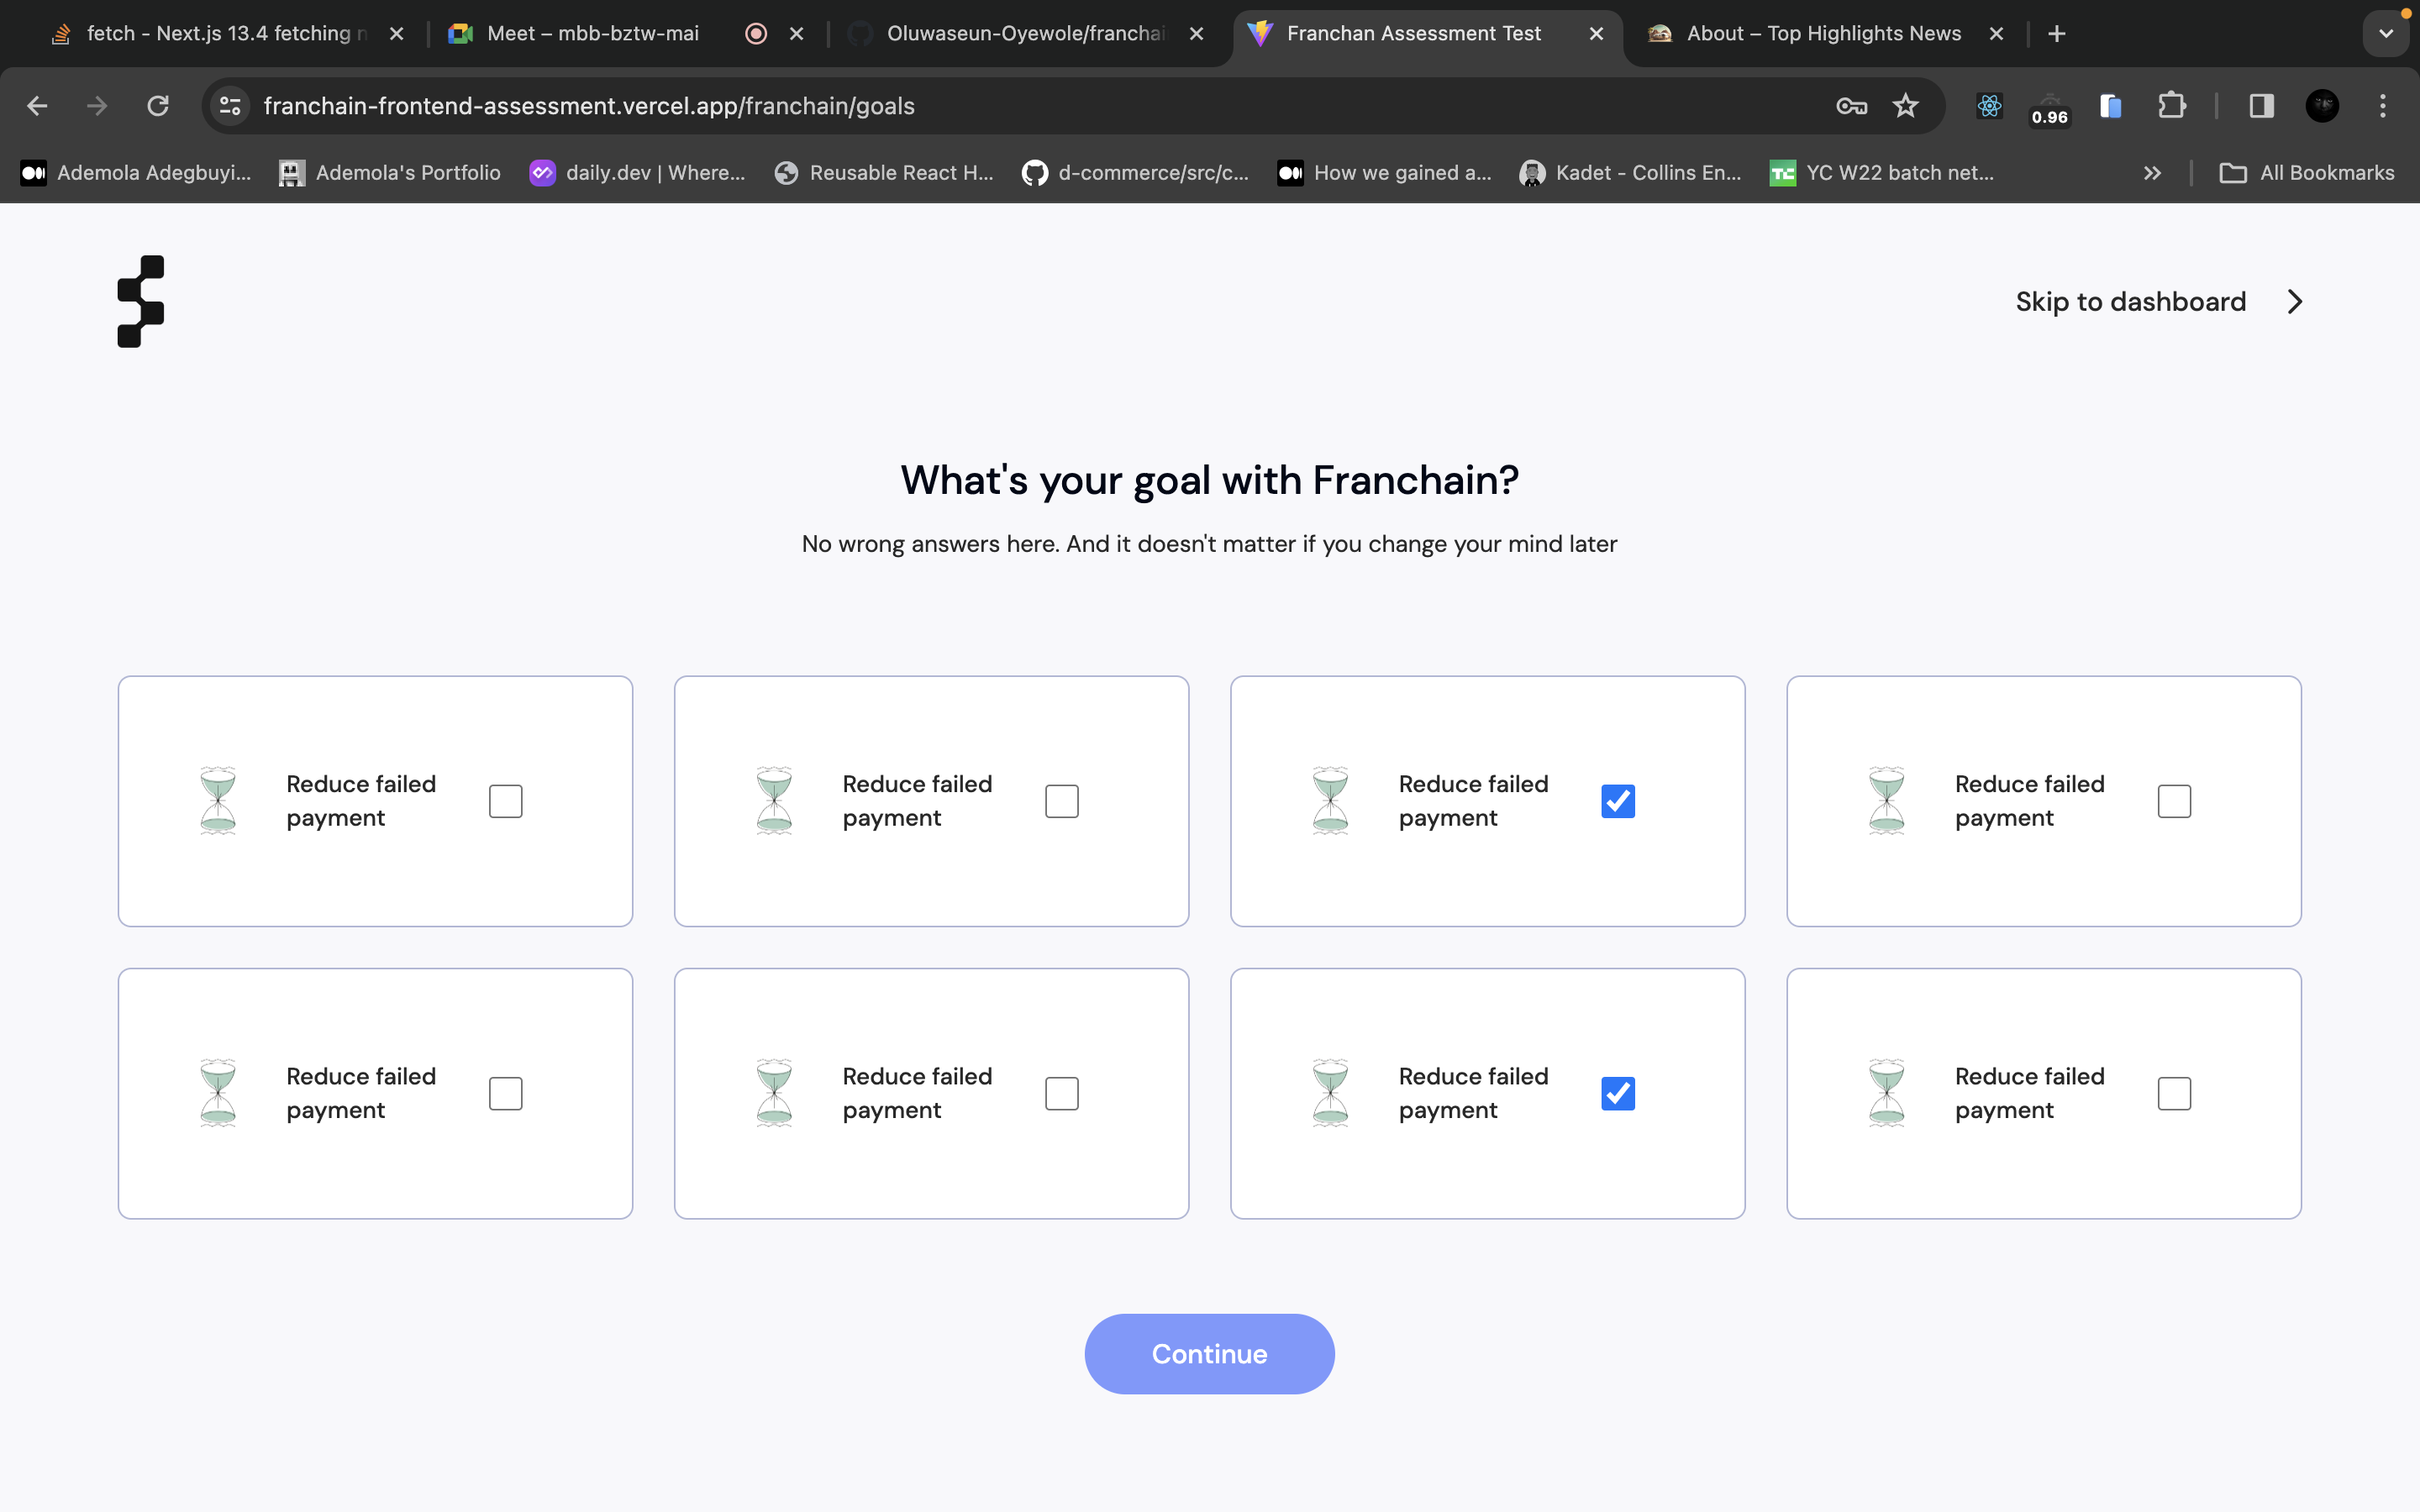 fetch - Next.js 13.4 fetching n
Meet – mbb-bztw-mai
Oluwaseun-Oyewole/franchai
Franchan Assessment Test
About – Top Highlights News
franchain-frontend-assessment.vercel.app/franchain/goals
0.96
Ademola Adegbuyi...
Ademola's Portfolio
daily.dev | Where...
Reusable React H...
d-commerce/src/c...
How we gained a...
Kadet - Collins En...
TC
YC W22 batch net...
All Bookmarks
Skip to dashboard
What's your goal with Franchain?
No wrong answers here. And it doesn't matter if you change your mind later
Reduce failed
payment
Reduce failed
payment
Reduce failed
payment
Reduce failed
payment
Reduce failed
payment
Reduce failed
payment
Reduce failed
payment
Reduce failed
payment
Continue